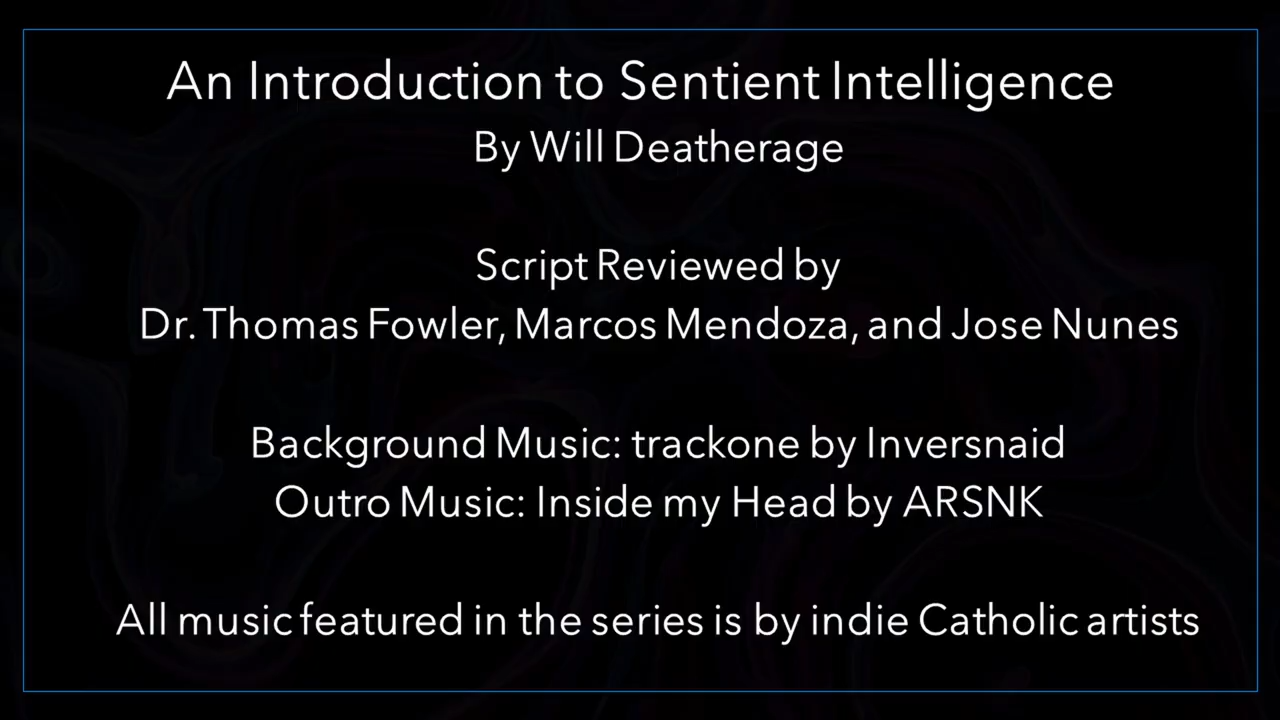 An Introduction to Sentient Intelligence
By Will Deatherage
Script Reviewed by
Dr. Thomas Fowler, Marcos Mendoza, and Jose Nunes
Background Music: trackone by Inversnaid
Outro Music: Inside my Head by ARSNK
All music featured in the series is by indie Catholic artists